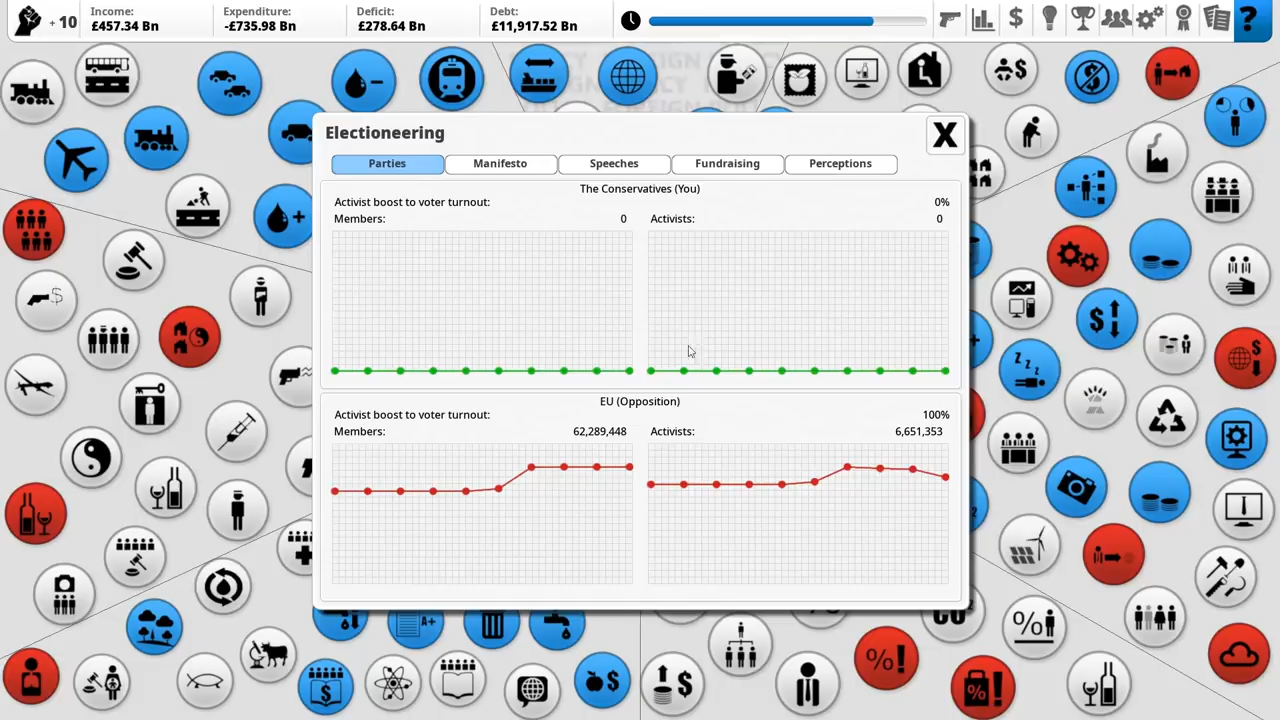 + 10
Income:
£457.34 Bn
Expenditure:
-£735.98 Bn
Deficit:
£278.64 Bn
Debt:
£11,917.52 Bn
?
Electioneering
X
Parties
Manifesto
Speeches
Fundraising
Perceptions
The Conservatives (You)
Activist boost to voter turnout:
0%
Members:
0
Activists:
0
EU (Opposition)
Activist boost to voter turnout:
100%
Members:
62,289,448
Activists:
6,651,353